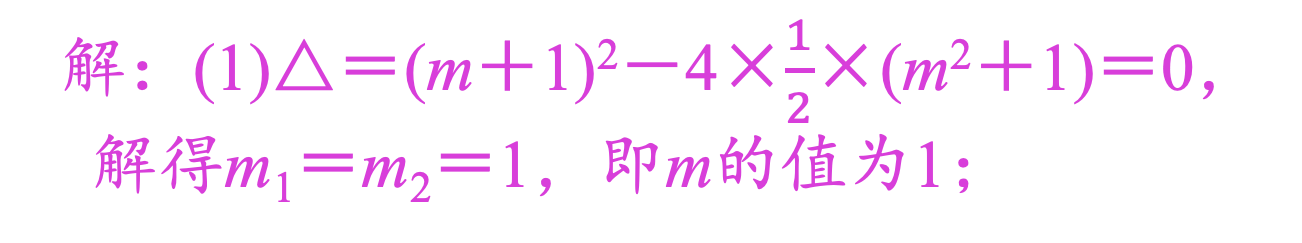 解：(1)△＝(m＋1)²－4×1/2×(m²＋1)＝0，
解得m₁＝m₂＝1，即m的值为1；